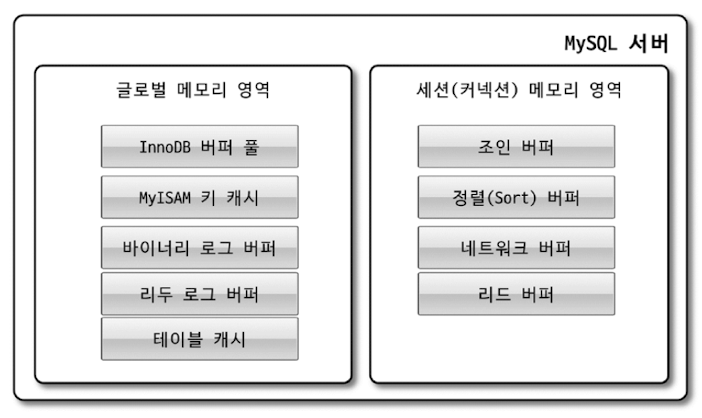 MySQL 서버
글로벌 메모리 영역
InnoDB 버퍼 풀
MyISAM 키 캐시
바이너리 로그 버퍼
리두 로그 버퍼
테이블 캐시
세션(커넥션) 메모리 영역
조인 버퍼
정렬(Sort) 버퍼
네트워크 버퍼
리드 버퍼